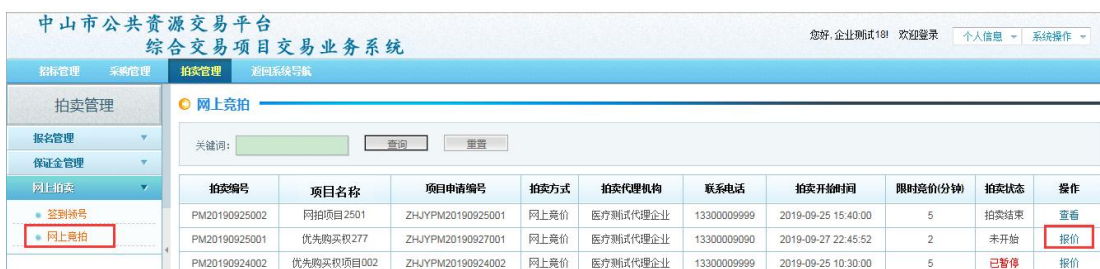 中山市公共资源交易平台
综合交易项目交易业务系统
您好,企业测试18! 欢迎登录 个人信息 系统操作
招标管理 采购管理 拍卖管理 返回系统导航
拍卖管理
网上竞拍
报名管理
关键词: 查询 重置
保证金管理
网上拍卖
拍卖编号 项目名称 项目申请编号 拍卖方式 拍卖代理机构 联系电话 拍卖开始时间 限时竞价(分钟) 拍卖状态 操作
签到领号
PM20190925002 网拍项目2501 ZHJYPM20190925001 网上竞价 医疗测试代理企业 13300009999 2019-09-25 15:40:00 5 拍卖结束 查看
网上竞拍
PM20190925001 优先购买权277 ZHJYPM20190927001 网上竞价 医疗测试代理企业 13300009090 2019-09-27 22:45:52 2 未开始 报价
PM20190924002 优先购买权项目002 ZHJYPM20190924002 网上竞价 医疗测试代理企业 13300009999 2019-09-25 10:30:00 5 已暂停 报价